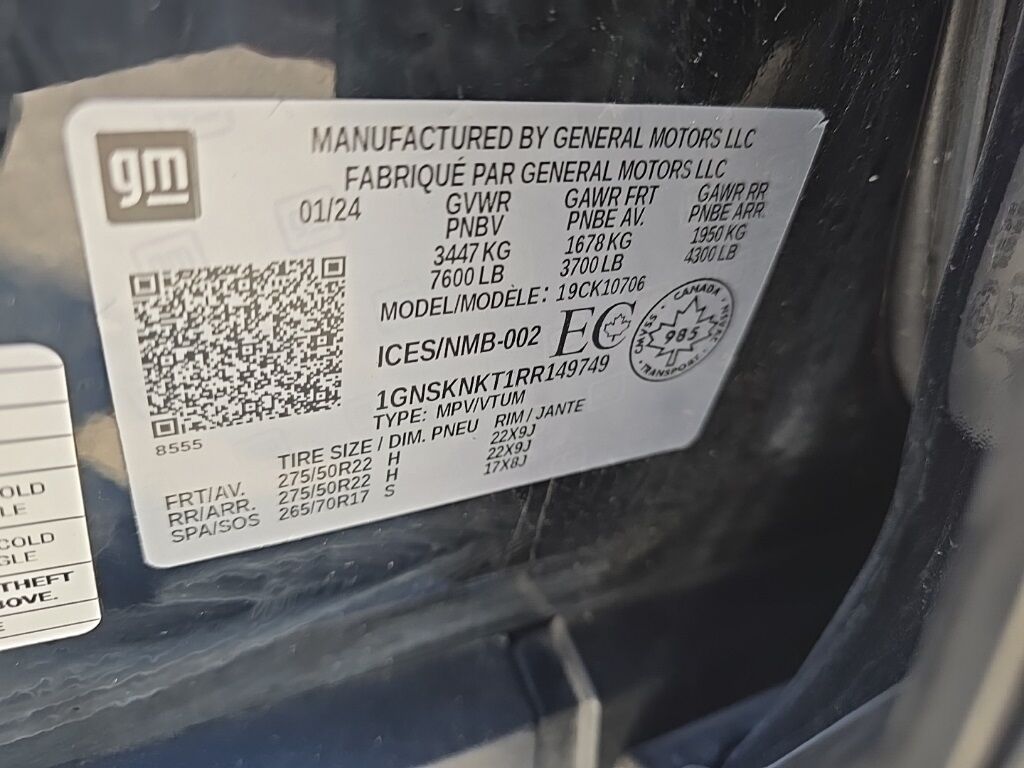 gm
MANUFACTURED BY GENERAL MOTORS LLC
FABRIQUÉ PAR GENERAL MOTORS LLC
01/24
GVWR GAWR FRT GAWR RR
PNBV PNBE AV. PNBE ARR.
3447 KG 1678 KG 1950 KG
7600 LB 3700 LB 4300 LB
MODEL/MODÈLE: 19CK10706
ICES/NMB-002 EC
CANADA
985
TRANSPORT
1GNSKNKT1RR149749
TYPE: MPV/VTUM
8555
TIRE SIZE / DIM. PNEU RIM / JANTE
FRT/AV. 275/50R22 H 22X9J
RR/ARR. 275/50R22 H 22X9J
SPA/SOS 265/70R17 S 17X8J
OLD
LE
COLD
GLE
THEFT
OVE.
E